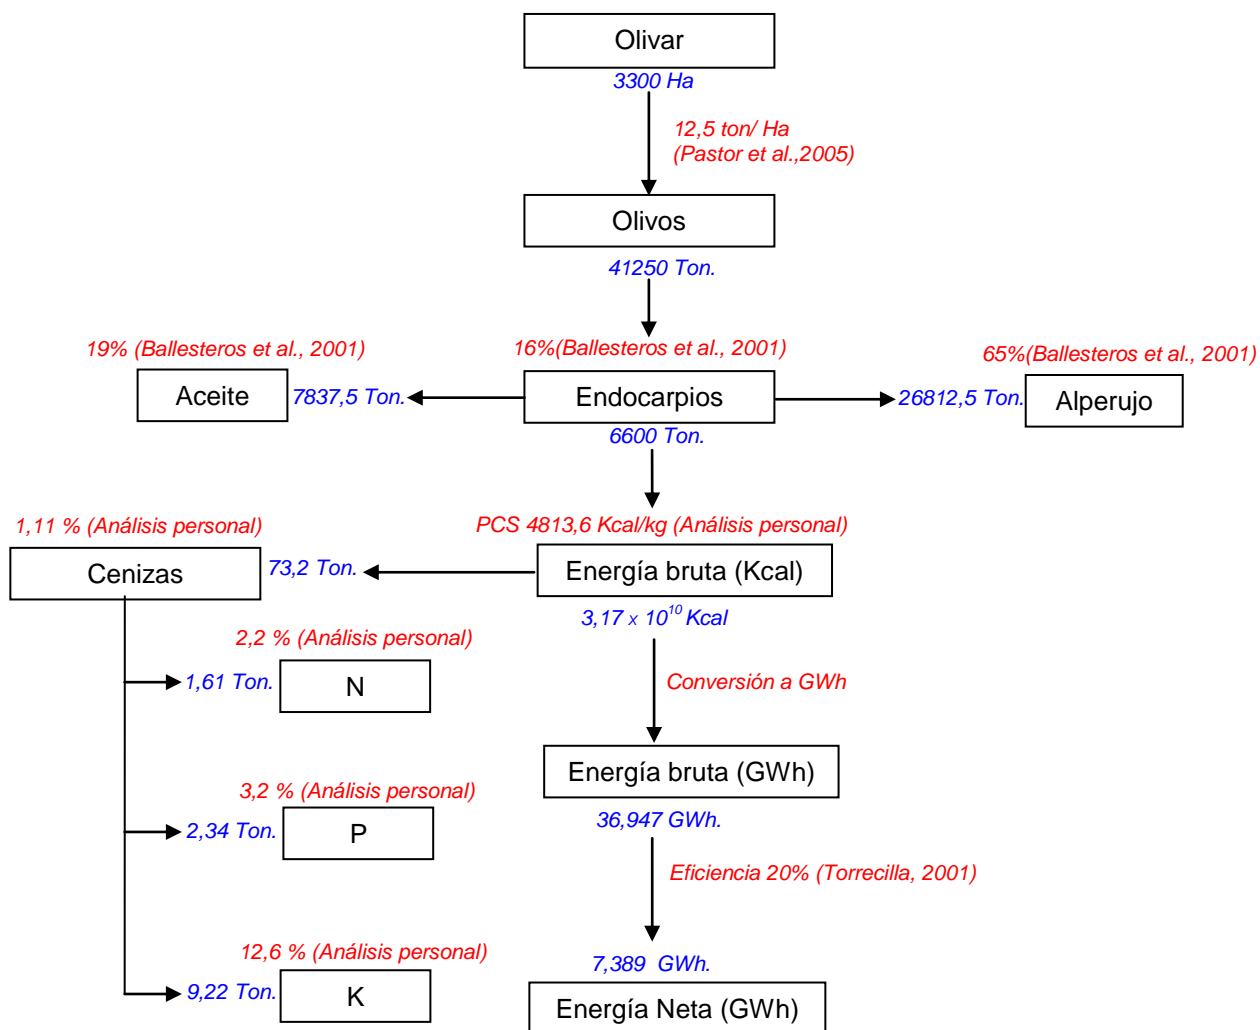 Olivar
3300 Ha
12,5 ton/ Ha
(Pastor et al.,2005)
Olivos
41250 Ton.
19% (Ballesteros et al., 2001)
16%(Ballesteros et al., 2001)
65%(Ballesteros et al., 2001)
Aceite
7837,5 Ton.
Endocarpios
26812,5 Ton.
Alperujo
6600 Ton.
1,11 % (Análisis personal)
PCS 4813,6 Kcal/kg (Análisis personal)
Cenizas
73,2 Ton.
Energía bruta (Kcal)
3,17 x 10^10 Kcal
2,2 % (Análisis personal)
1,61 Ton.
N
Conversión a GWh
Energía bruta (GWh)
3,2 % (Análisis personal)
2,34 Ton.
P
36,947 GWh.
Eficiencia 20% (Torrecilla, 2001)
12,6 % (Análisis personal)
9,22 Ton.
K
7,389 GWh.
Energía Neta (GWh)